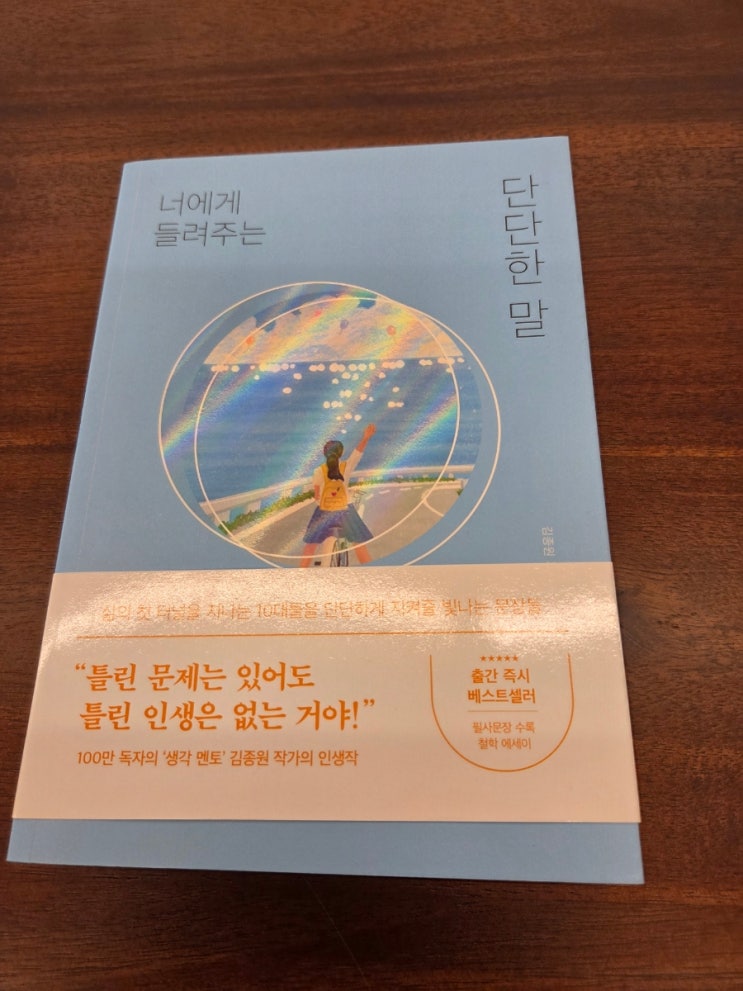 너에게
들려주는
단단한 말
김종원
삶의 첫 터널을 지나는 10대들을 단단하게 지켜줄 빛나는 문장들
“틀린 문제는 있어도
틀린 인생은 없는 거야!”
100만 독자의 ‘생각 멘토’ 김종원 작가의 인생작
★★★★★
출간 즉시
베스트셀러
필사문장 수록
철학 에세이